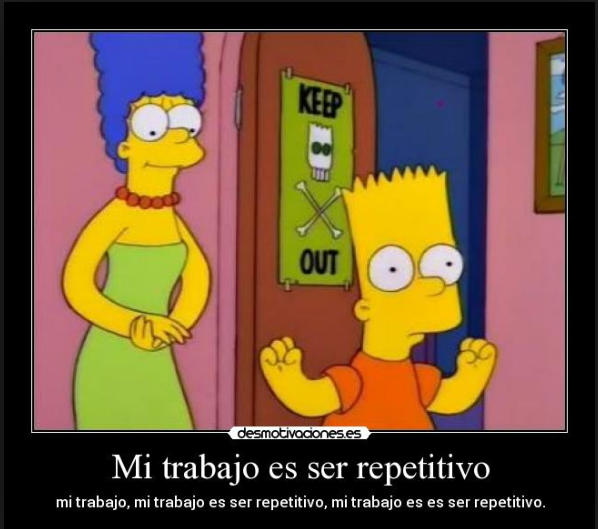 KEEP
OUT
desmotivaciones.es
Mi trabajo es ser repetitivo
mi trabajo, mi trabajo es ser repetitivo, mi trabajo es es ser repetitivo.